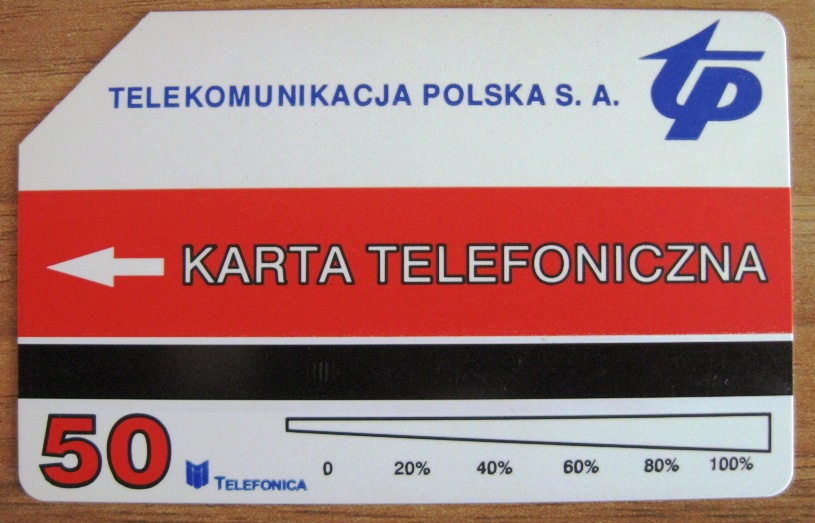 TELEKOMUNIKACJA POLSKA S. A.
tp
KARTA TELEFONICZNA
50
TELEFONICA
0 20% 40% 60% 80% 100%